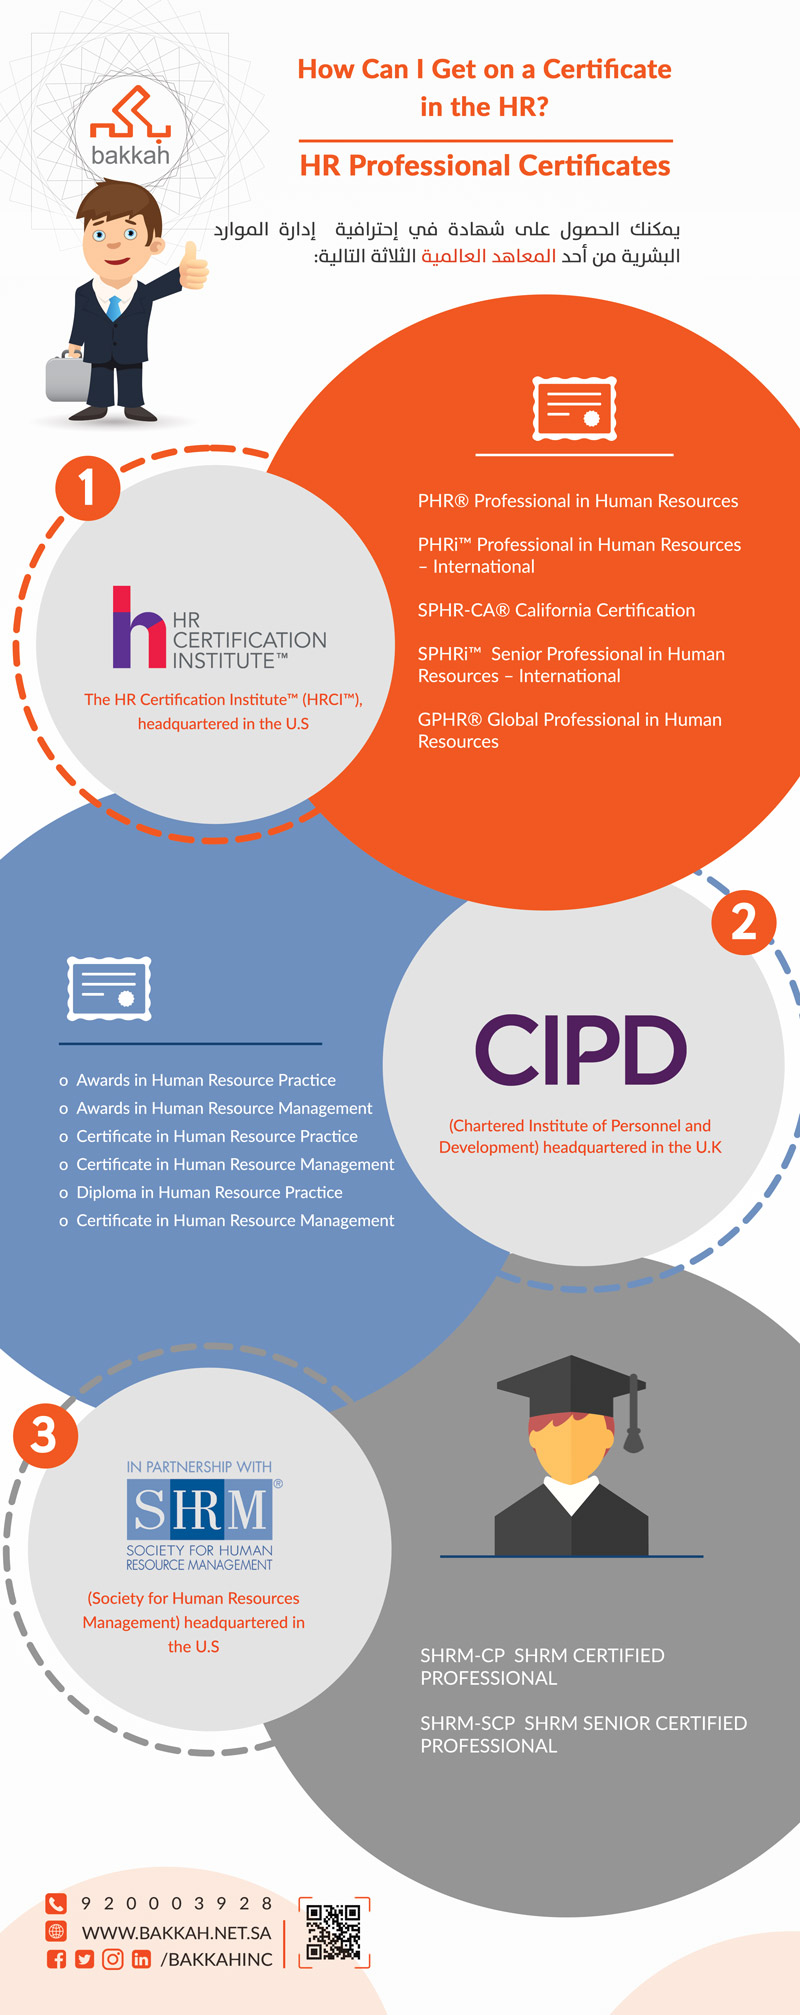 بكه
bakkah
How Can I Get on a Certificate
in the HR?
HR Professional Certificates
يمكنك الحصول على شهادة في إحترافية إدارة الموارد
البشرية من أحد المعاهد العالمية الثلاثة التالية:
1
h HR
CERTIFICATION
INSTITUTE™
The HR Certification Institute™ (HRCI™),
headquartered in the U.S
PHR® Professional in Human Resources
PHRi™ Professional in Human Resources
– International
SPHR-CA® California Certification
SPHRi™ Senior Professional in Human
Resources – International
GPHR® Global Professional in Human
Resources
2
CIPD
(Chartered Institute of Personnel and
Development) headquartered in the U.K
o Awards in Human Resource Practice
o Awards in Human Resource Management
o Certificate in Human Resource Practice
o Certificate in Human Resource Management
o Diploma in Human Resource Practice
o Certificate in Human Resource Management
3
IN PARTNERSHIP WITH
SHRM®
SOCIETY FOR HUMAN
RESOURCE MANAGEMENT
(Society for Human Resources
Management) headquartered in
the U.S
SHRM-CP SHRM CERTIFIED
PROFESSIONAL
SHRM-SCP SHRM SENIOR CERTIFIED
PROFESSIONAL
9 2 0 0 0 3 9 2 8
WWW.BAKKAH.NET.SA
/BAKKAHINC